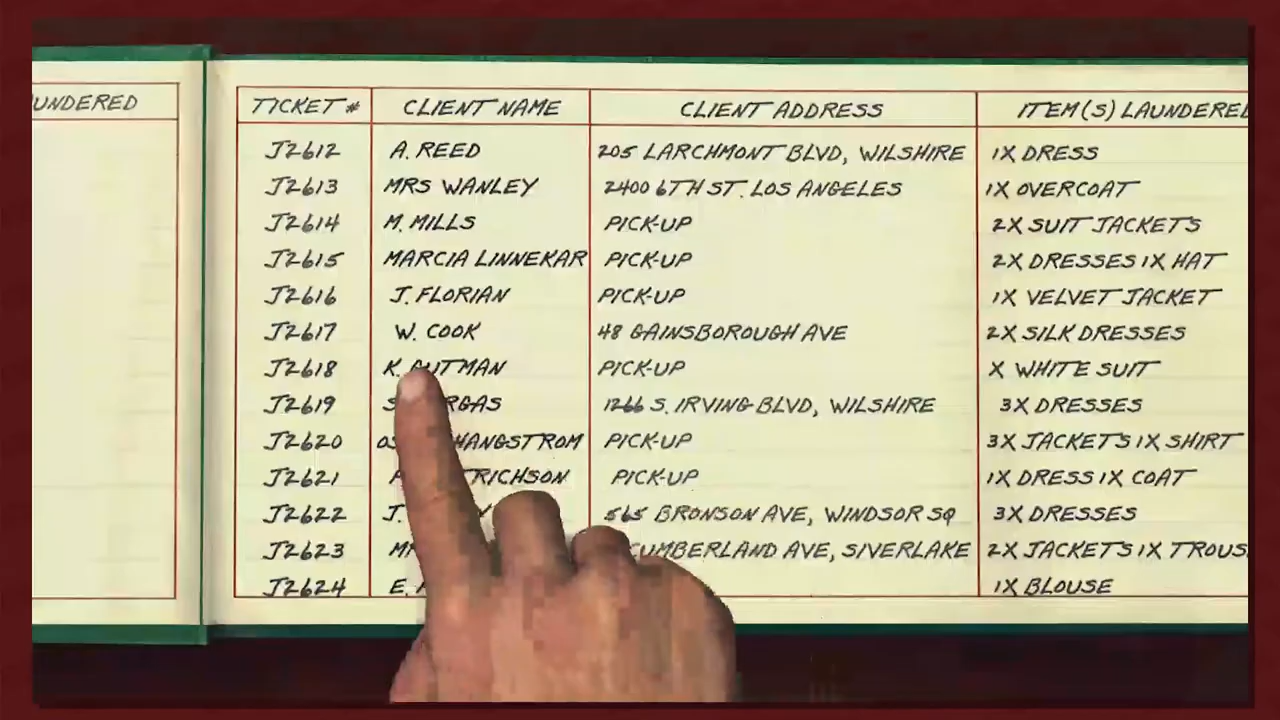 UNDERED
TICKET # CLIENT NAME CLIENT ADDRESS ITEM(S) LAUNDERED
J2612 A. REED 205 LARCHMONT BLVD, WILSHIRE 1X DRESS
J2613 MRS WANLEY 2400 6TH ST. LOS ANGELES 1X OVERCOAT
J2614 M. MILLS PICK-UP 2X SUIT JACKETS
J2615 MARCIA LINNEKAR PICK-UP 2X DRESSES 1X HAT
J2616 J. FLORIAN PICK-UP 1X VELVET JACKET
J2617 W. COOK 48 GAINSBOROUGH AVE 2X SILK DRESSES
J2618 K. PICK-UP X WHITE SUIT
J2619 1266 S. IRVING BLVD, WILSHIRE 3X DRESSES
J2620 HANGSTROM PICK-UP 3X JACKETS 1X SHIRT
J2621 TRICHSON PICK-UP 1X DRESS 1X COAT
J2622 J. 565 BRONSON AVE, WINDSOR SQ 3X DRESSES
J2623 CUMBERLAND AVE, SIVERLAKE 2X JACKETS 1X TROUS
J2624 E. 1X BLOUSE